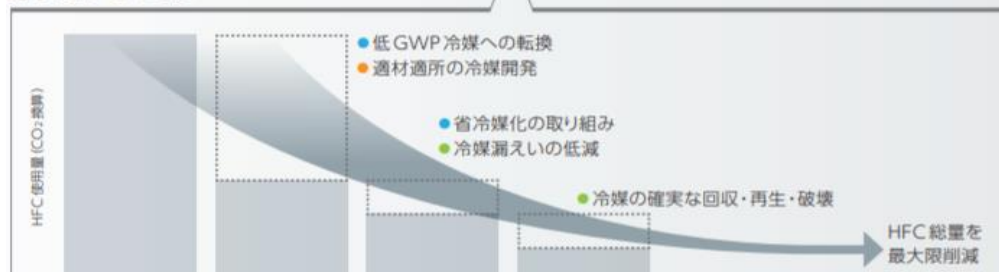 HFC使用量(CO₂換算)
●低GWP冷媒への転換
●適材適所の冷媒開発
●省冷媒化の取り組み
●冷媒漏えいの低減
●冷媒の確実な回収・再生・破壊
HFC総量を
最大限削減